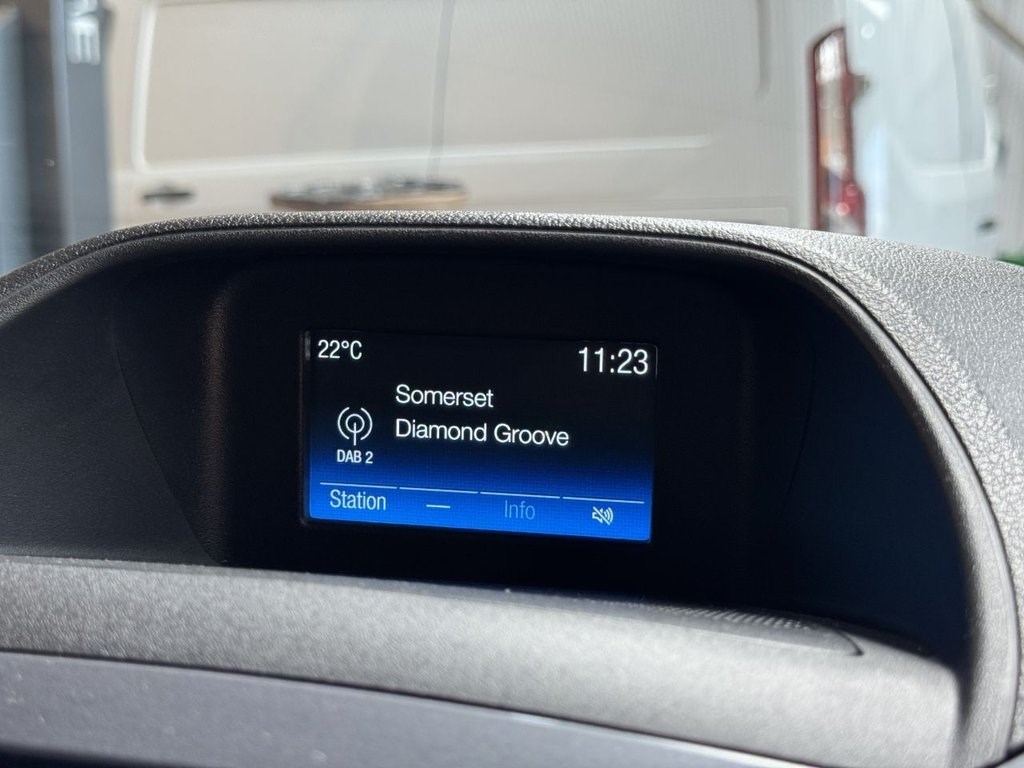 22°C
11:23
Somerset
Diamond Groove
DAB 2
Station
—
Info